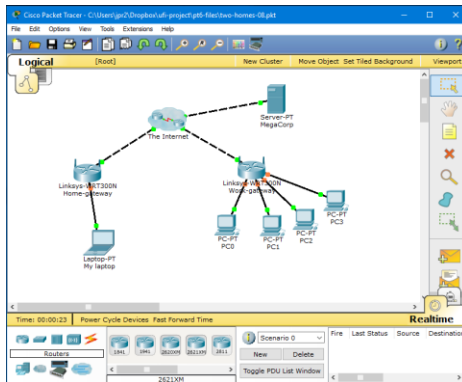 Cisco Packet Tracer - C:\Users\jpr2\Dropbox\ufi-project\pt6-files\two-homes-08.pkt
File Edit Options View Tools Extensions Help
Logical [Root] New Cluster Move Object Set Tiled Background Viewport
Server-PT
MegaCorp
The Internet
Linksys-WRT300N
Home-gateway
Linksys-WRT300N
Work-gateway
PC-PT
PC3
PC-PT
PC0
PC-PT
PC1
PC-PT
PC2
Laptop-PT
My laptop
Time: 00:00:23 Power Cycle Devices Fast Forward Time Realtime
Routers
1841 1941 2620XM 2621XM 2811
2621XM
Scenario 0
New Delete
Toggle PDU List Window
Fire Last Status Source Destination